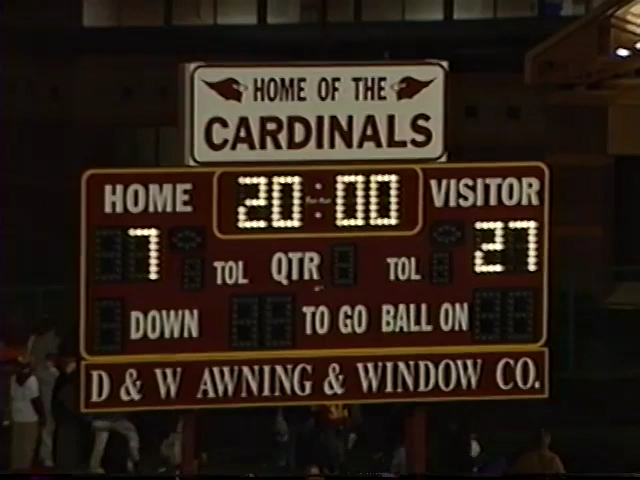 HOME OF THE
CARDINALS
HOME 20:00 VISITOR
7 27
TOL QTR TOL
DOWN TO GO BALL ON
D & W AWNING & WINDOW CO.